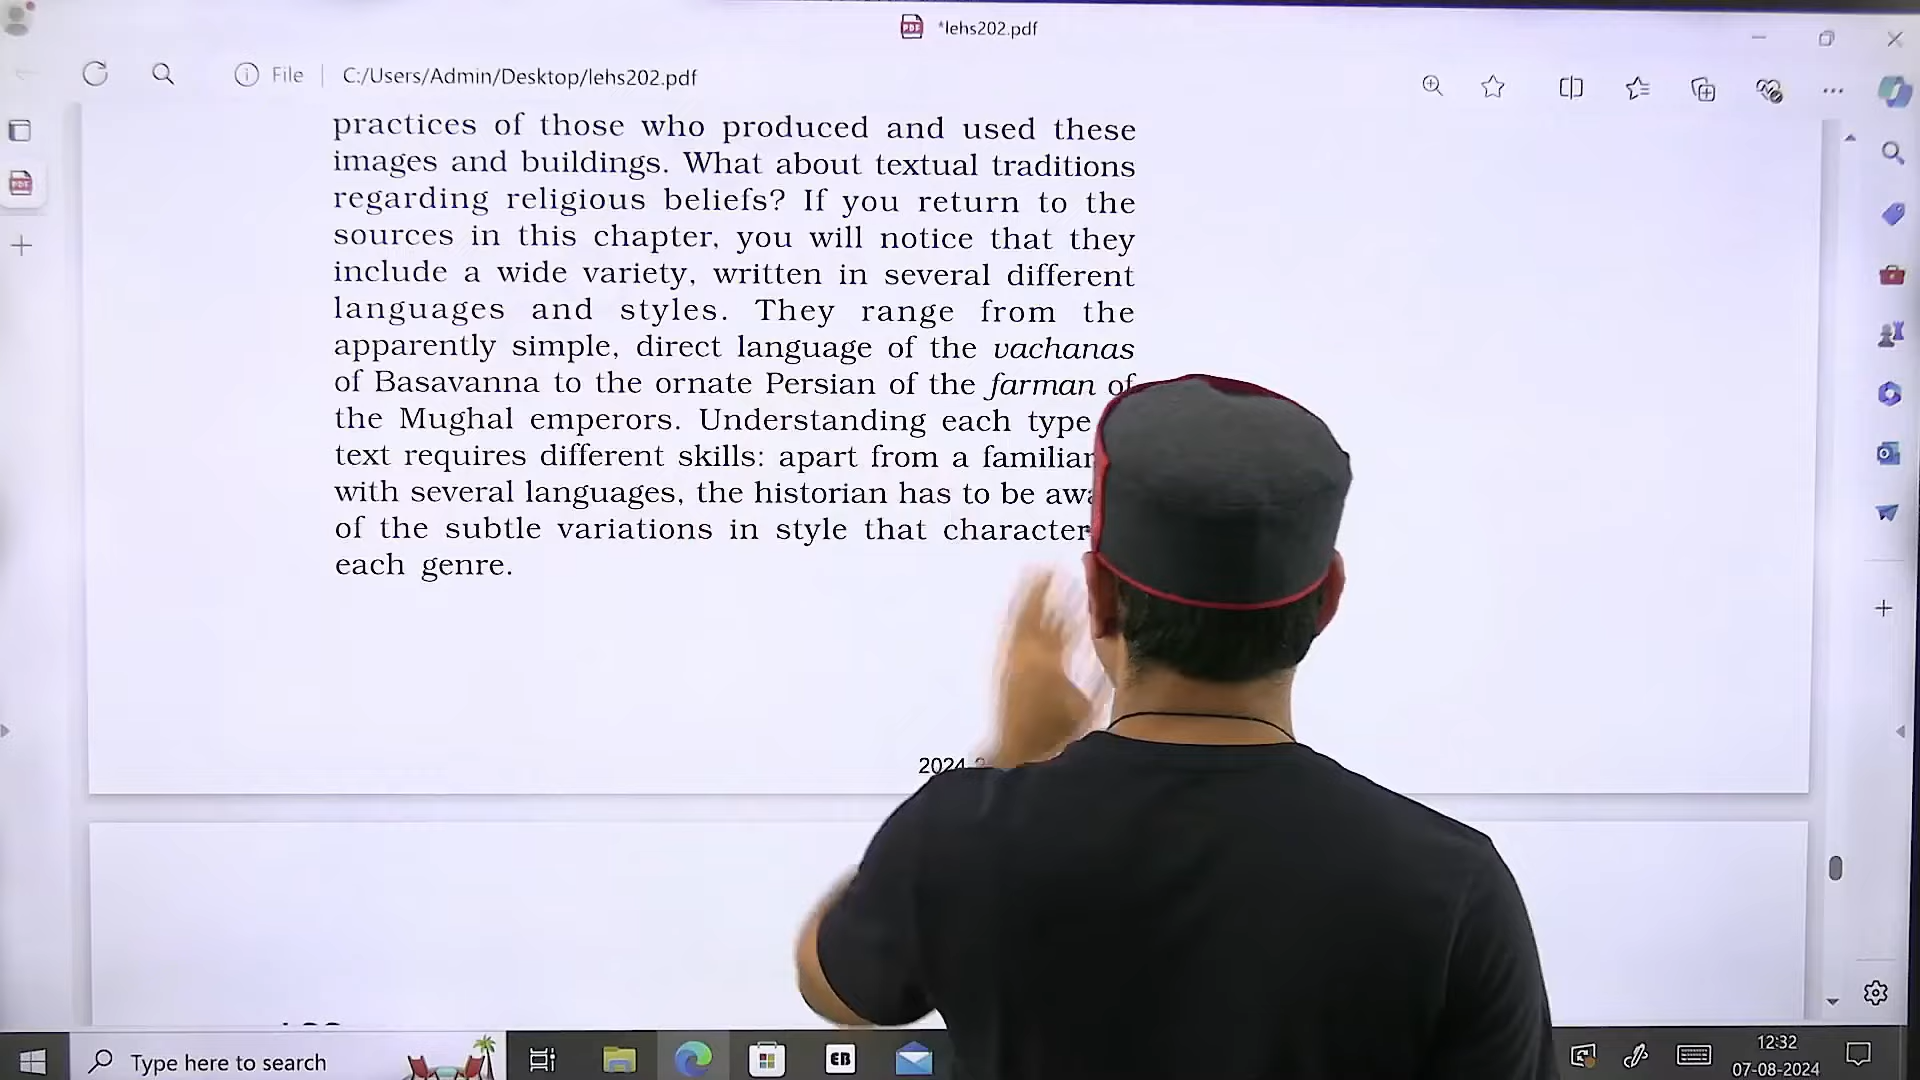 *lehs202.pdf
File C:/Users/Admin/Desktop/lehs202.pdf
practices of those who produced and used these
images and buildings. What about textual traditions
regarding religious beliefs? If you return to the
sources in this chapter, you will notice that they
include a wide variety, written in several different
languages and styles. They range from the
apparently simple, direct language of the vachanas
of Basavanna to the ornate Persian of the farman of
the Mughal emperors. Understanding each type
text requires different skills: apart from a
with several languages, the historian has to be
of the subtle variations in style that
each genre.
2024
Type here to search
EB
12:32
07-08-2024